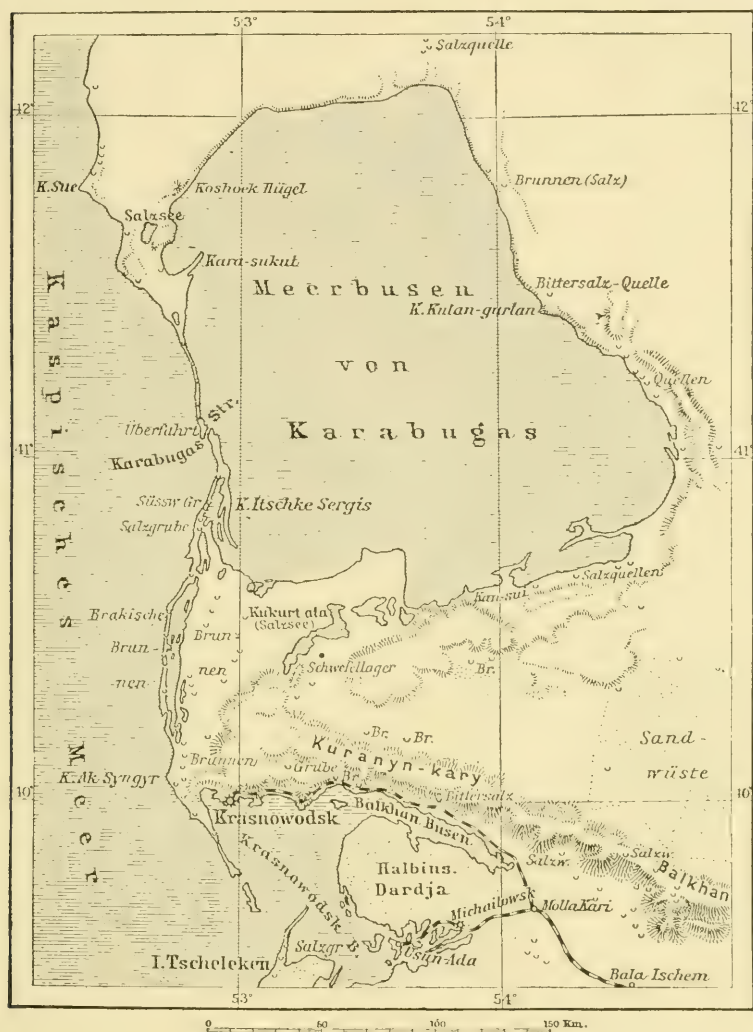 53° 54°
Salzquelle
42° 42°
K. Sue
Koshock Hügel
Brunnen (Salz)
Salzsee
Kara-sukut
Meerbusen
Bittersalz-Quelle
K. Kulan-gurlan
von
Quellen
Kaspisches Meer
Karabugas
Überfuhrt
Karabugas Str.
41° 41°
Süssw Gr.
K. Itschke Sergis
Salzgrube
Salzquellen
Kan-sut
Kukurt ata
(Salzsee)
Brakische
Brun-
nen
Brun-
nen
Schwefellager
Br.
Br.
Br.
Kuranyn-kary
Sand-
wüste
Brunnen
Grube
Br.
K. Ak Syngyr
40° 40°
Bittersalz
Krasnowodsk
Balkhan Busen
Salzw.
Salzw.
Balkhan
Halbins.
Dardja
Krasnowodsk B.
Michailowsk
Molla Kari
Salzgr
Usun-Ada
I. Tscheleken
Bala Ischem
53° 54°
0 50 100 150 Km.